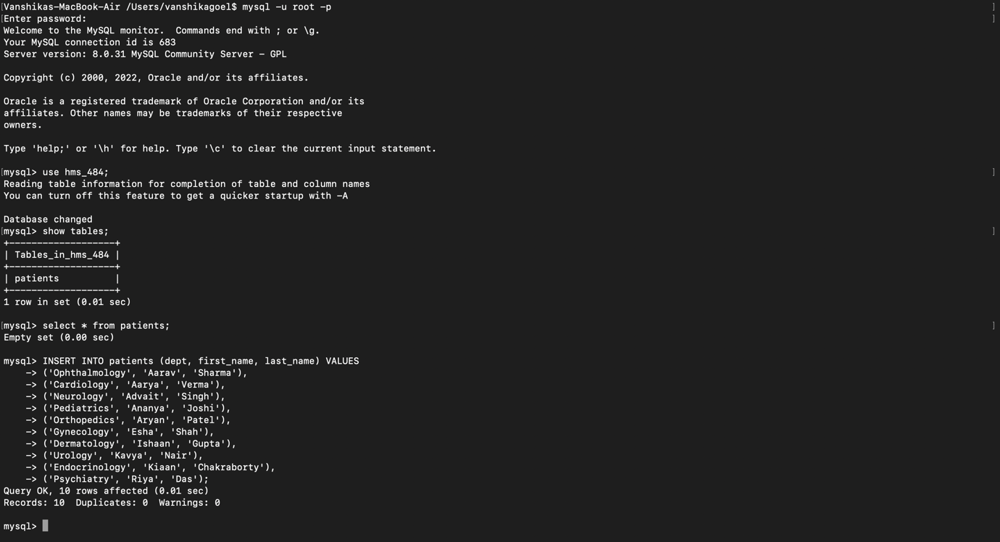 [Vanshikas-MacBook-Air /Users/vanshikagoel$ mysql -u root -p ]
[Enter password: ]
Welcome to the MySQL monitor.  Commands end with ; or \g.
Your MySQL connection id is 683
Server version: 8.0.31 MySQL Community Server - GPL
Copyright (c) 2000, 2022, Oracle and/or its affiliates.
Oracle is a registered trademark of Oracle Corporation and/or its
affiliates. Other names may be trademarks of their respective
owners.
Type 'help;' or '\h' for help. Type '\c' to clear the current input statement.
[mysql> use hms_484; ]
Reading table information for completion of table and column names
You can turn off this feature to get a quicker startup with -A
Database changed
[mysql> show tables; ]
+-------------------+
| Tables_in_hms_484 |
+-------------------+
| patients          |
+-------------------+
1 row in set (0.01 sec)
[mysql> select * from patients; ]
Empty set (0.00 sec)
mysql> INSERT INTO patients (dept, first_name, last_name) VALUES
    -> ('Ophthalmology', 'Aarav', 'Sharma'),
    -> ('Cardiology', 'Aarya', 'Verma'),
    -> ('Neurology', 'Advait', 'Singh'),
    -> ('Pediatrics', 'Ananya', 'Joshi'),
    -> ('Orthopedics', 'Aryan', 'Patel'),
    -> ('Gynecology', 'Esha', 'Shah'),
    -> ('Dermatology', 'Ishaan', 'Gupta'),
    -> ('Urology', 'Kavya', 'Nair'),
    -> ('Endocrinology', 'Kiaan', 'Chakraborty'),
    -> ('Psychiatry', 'Riya', 'Das');
Query OK, 10 rows affected (0.01 sec)
Records: 10  Duplicates: 0  Warnings: 0
mysql>